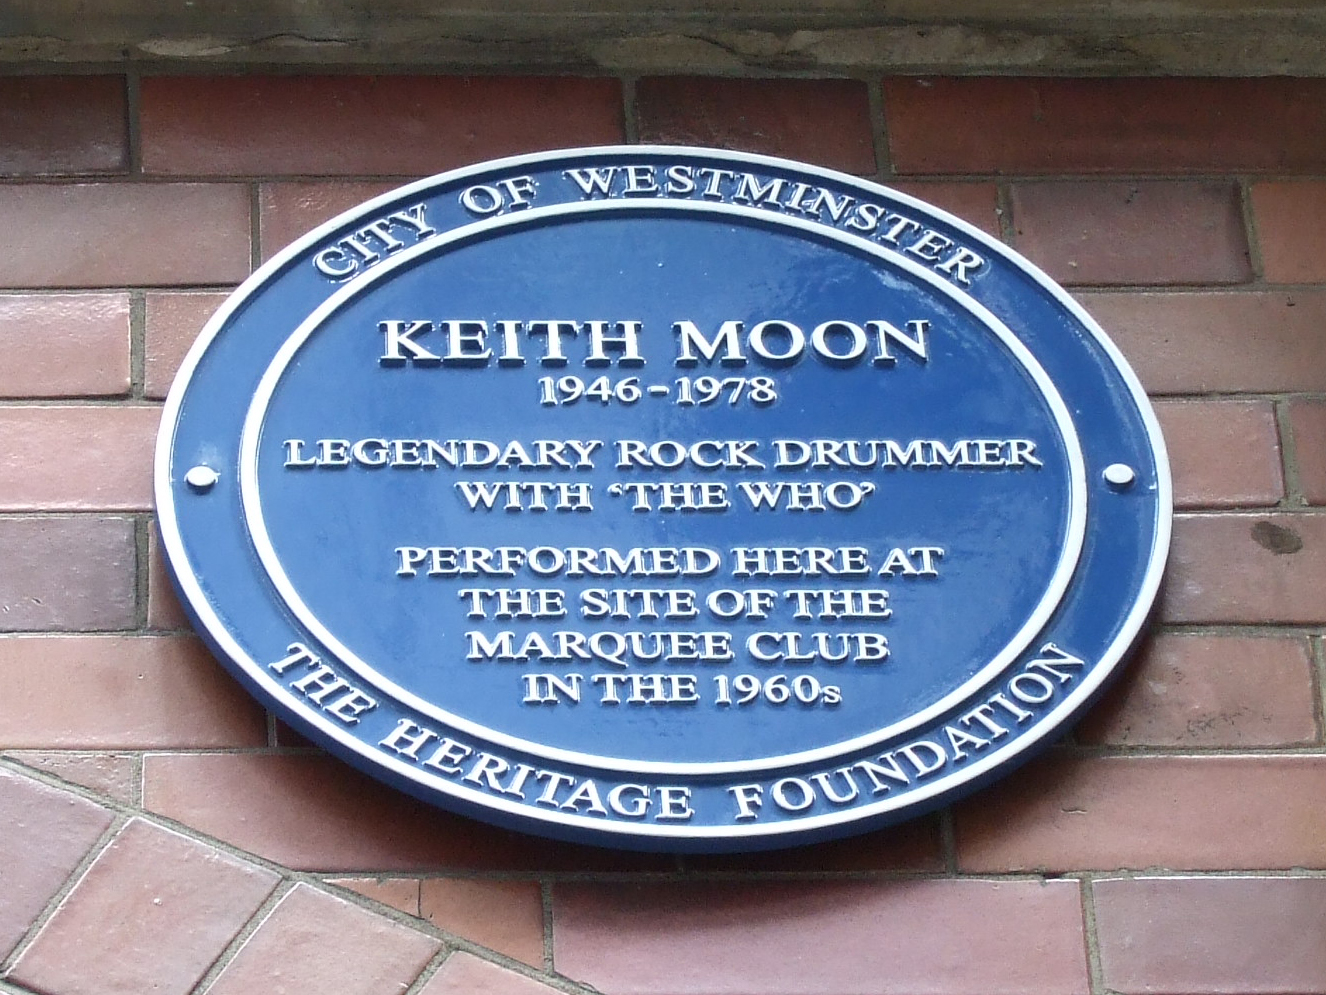 CITY OF WESTMINSTER
KEITH MOON
1946-1978
LEGENDARY ROCK DRUMMER
WITH 'THE WHO'
PERFORMED HERE AT
THE SITE OF THE
MARQUEE CLUB
IN THE 1960s
THE HERITAGE FOUNDATION